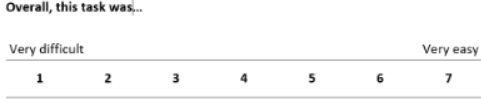 Overall, this task was...
Very difficult Very easy
1 2 3 4 5 6 7